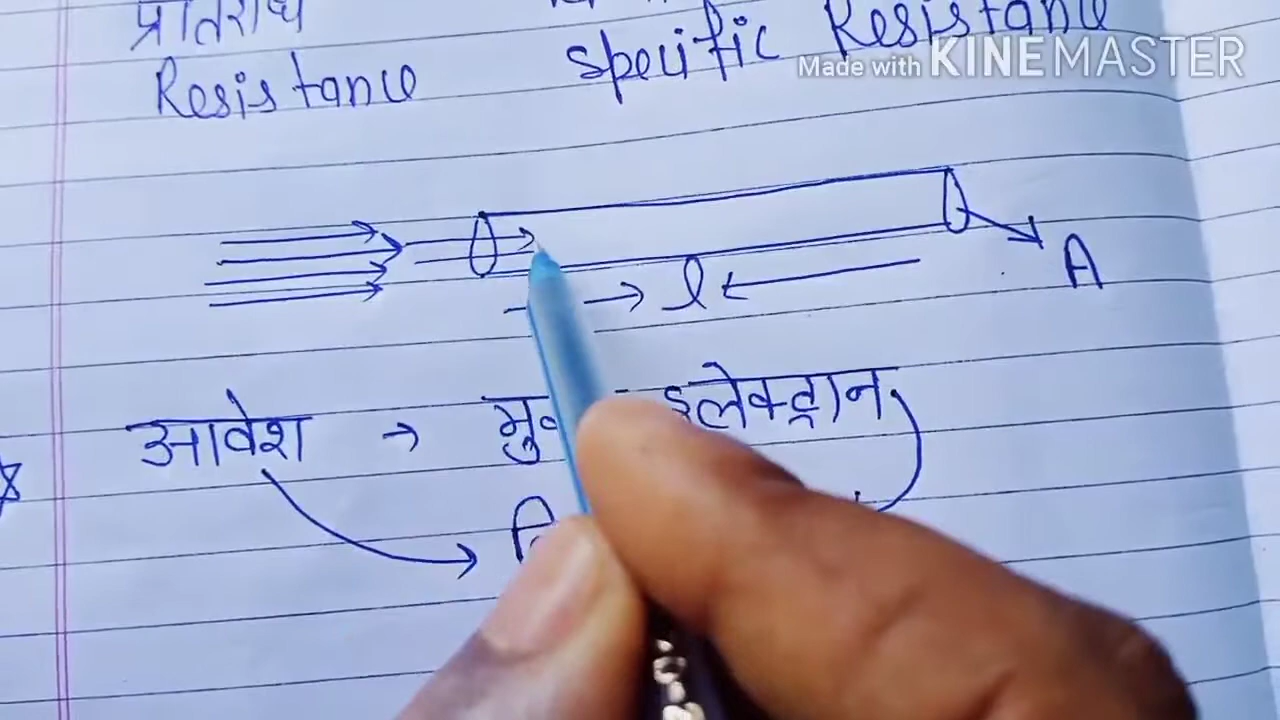 प्रतिरोध
Resistance
specific Resistance
Made with KINEMASTER
l
A
आवेश → इलेक्ट्रान